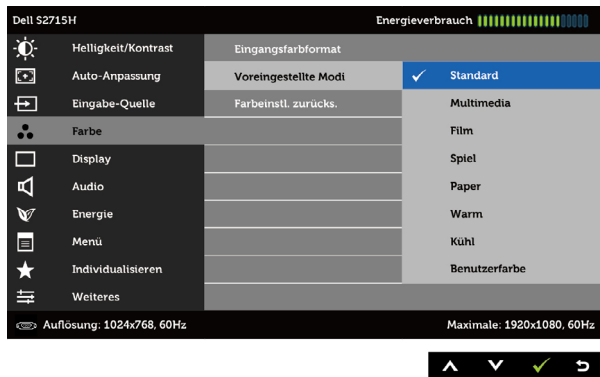 Dell S2715H Energieverbrauch
Helligkeit/Kontrast Eingangsfarbformat
Auto-Anpassung Voreingestellte Modi Standard
Eingabe-Quelle Farbeinstl. zurücks. Multimedia
Farbe Film
Display Spiel
Audio Paper
Energie Warm
Menü Kühl
Individualisieren Benutzerfarbe
Weiteres
Auflösung: 1024x768, 60Hz Maximale: 1920x1080, 60Hz